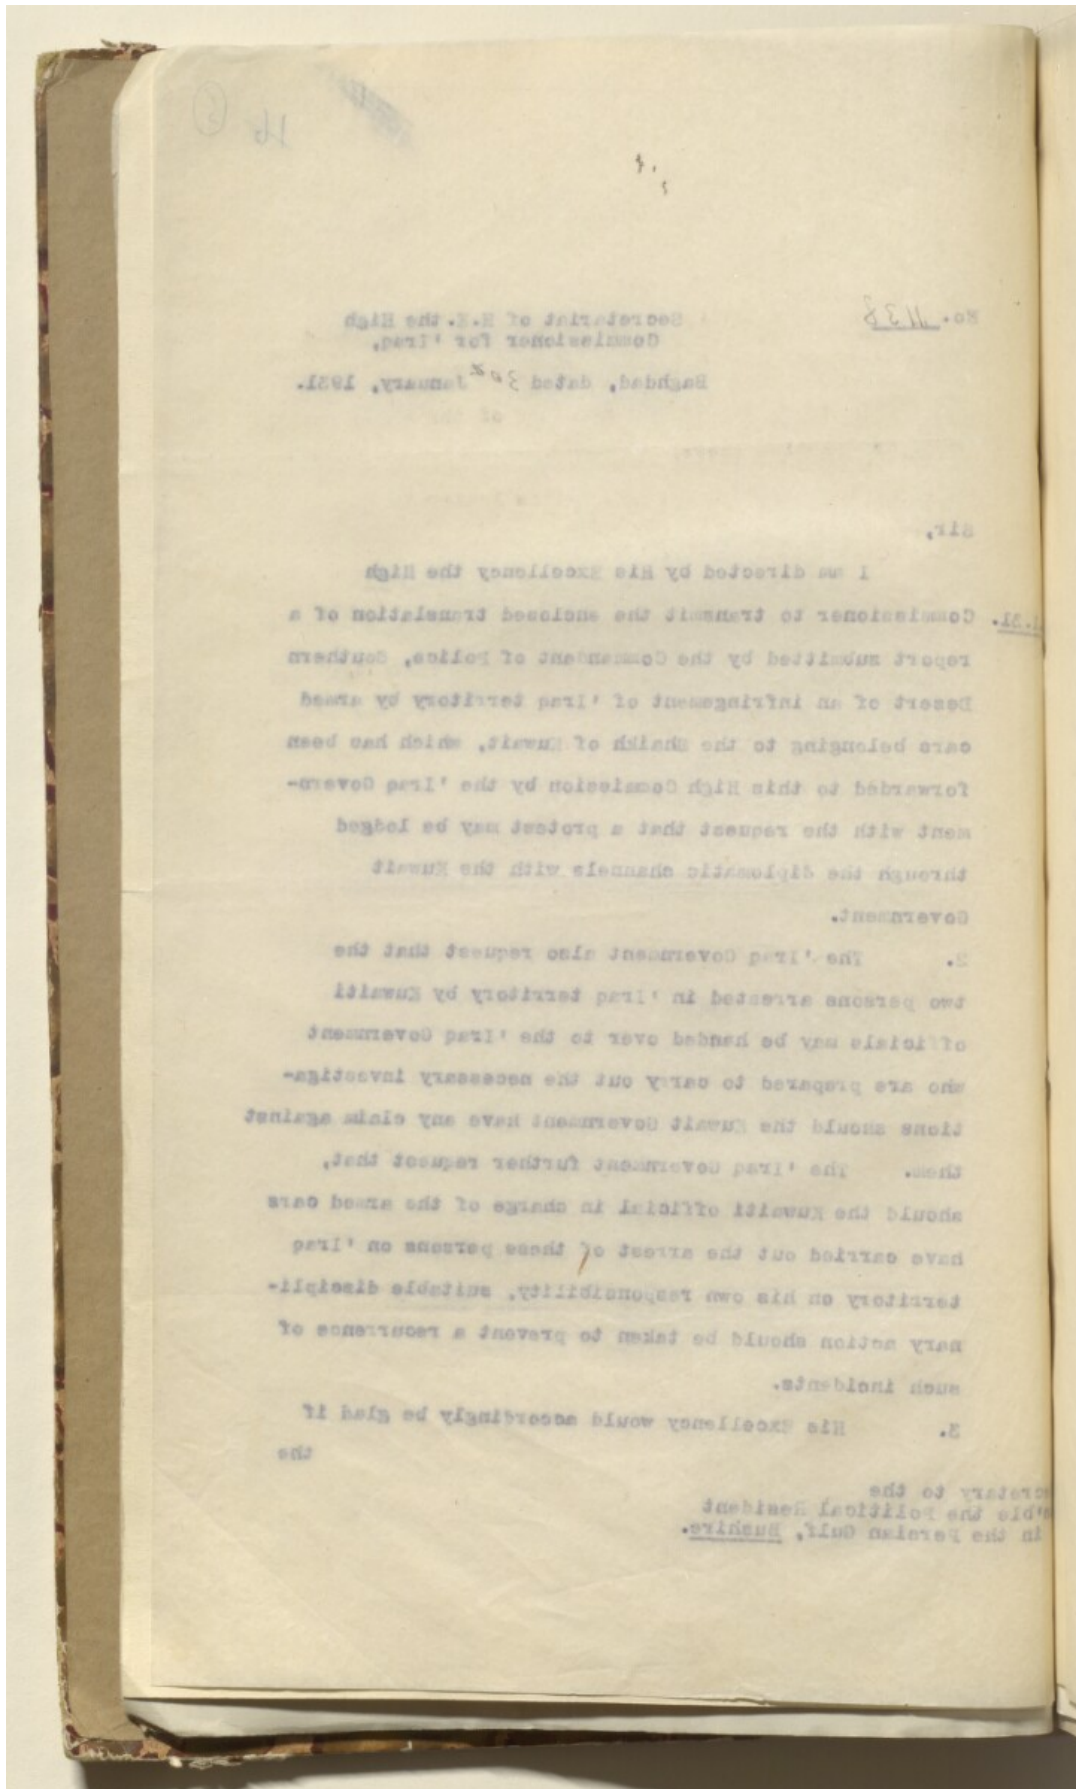 16
No. 1138
Secretariat of H.E. the High
Commissioner for 'Iraq,
Baghdad, dated 30th January, 1931.
Sir,
I am directed by His Excellency the High
Commissioner to transmit the enclosed translation of a
1.31.
report submitted by the Commandant of Police, Southern
Desert of an infringement of 'Iraq territory by armed
cars belonging to the Shaikh of Kuwait, which has been
forwarded to this High Commission by the 'Iraq Govern-
ment with the request that a protest may be lodged
through the diplomatic channels with the Kuwait
Government.
2. The 'Iraq Government also request that the
two persons arrested in 'Iraq territory by Kuwaiti
officials may be handed over to the 'Iraq Government
who are prepared to carry out the necessary investiga-
tions should the Kuwait Government have any claim against
them. The 'Iraq Government further request that,
should the Kuwaiti official in charge of the armed cars
have carried out the arrest of these persons on 'Iraq
territory on his own responsibility, suitable discipli-
nary action should be taken to prevent a recurrence of
such incidents.
3. His Excellency would accordingly be glad if
the
cretary to the
'ble the Political Resident
in the Persian Gulf, Bushire.